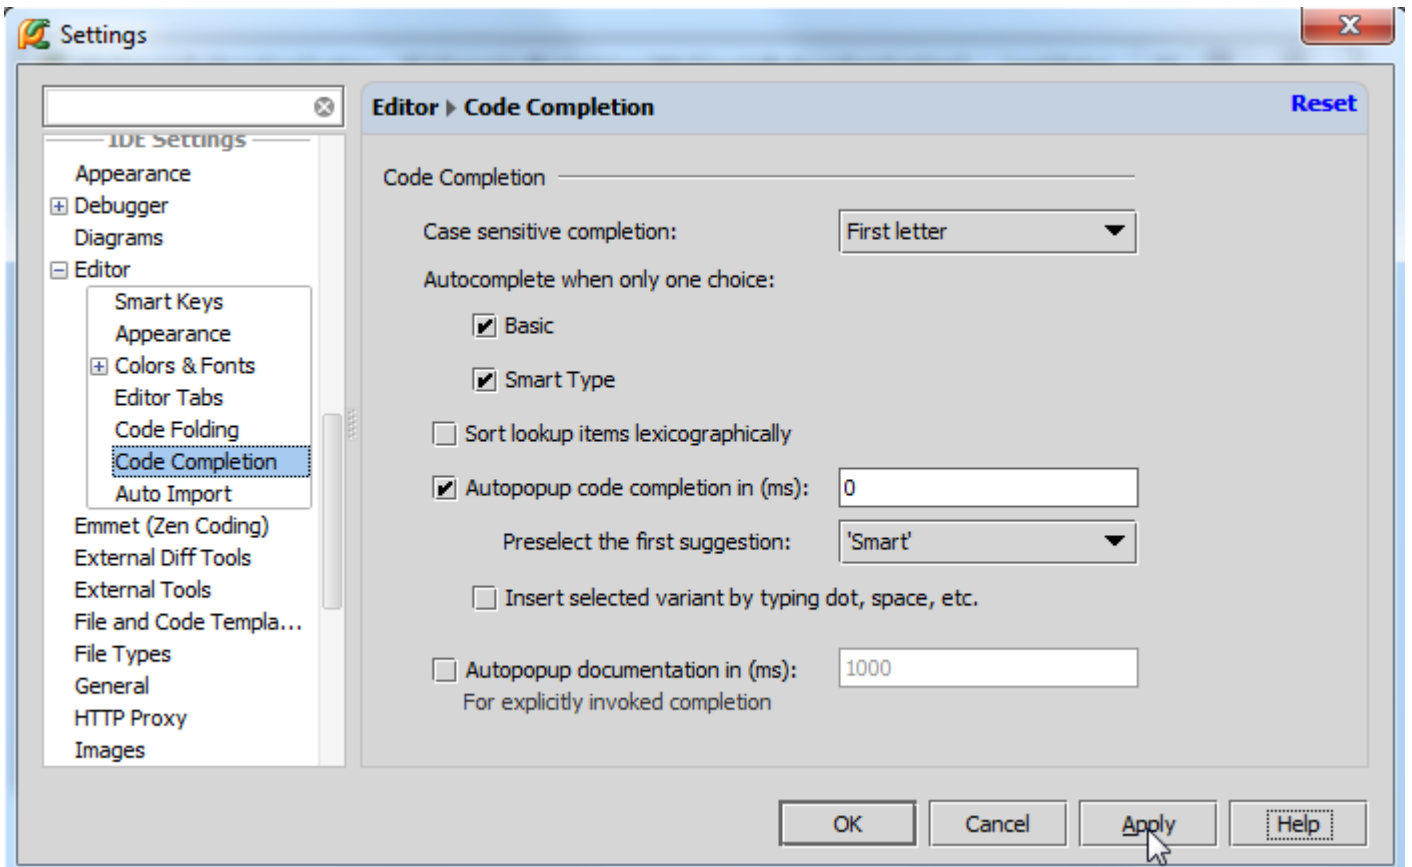 Settings
IDE Settings
Appearance
Debugger
Diagrams
Editor
Smart Keys
Appearance
Colors & Fonts
Editor Tabs
Code Folding
Code Completion
Auto Import
Emmet (Zen Coding)
External Diff Tools
External Tools
File and Code Templa...
File Types
General
HTTP Proxy
Images
Editor Code Completion Reset
Code Completion
Case sensitive completion: First letter
Autocomplete when only one choice:
Basic
Smart Type
Sort lookup items lexicographically
Autopopup code completion in (ms): 0
Preselect the first suggestion: 'Smart'
Insert selected variant by typing dot, space, etc.
Autopopup documentation in (ms): 1000
For explicitly invoked completion
OK Cancel Apply Help